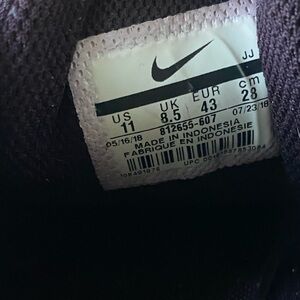 JJ
US UK EUR cm
11 8.5 43 28
05/16/18 812655-607 07/23/18
MADE IN INDONESIA
FABRIQUE EN INDONESIE